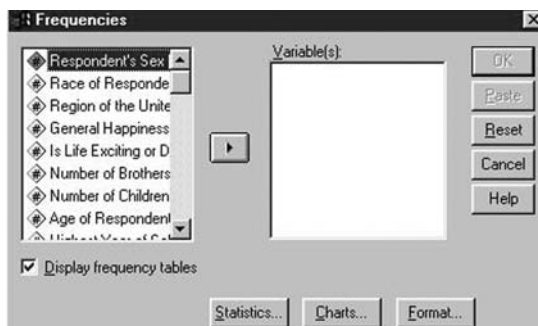 Frequencies
Respondent's Sex
Race of Responde
Region of the Unite
General Happiness
Is Life Exciting or D
Number of Brothers
Number of Children
Age of Respondent
Variable(s):
OK
Paste
Reset
Cancel
Help
Display frequency tables
Statistics...
Charts...
Format...